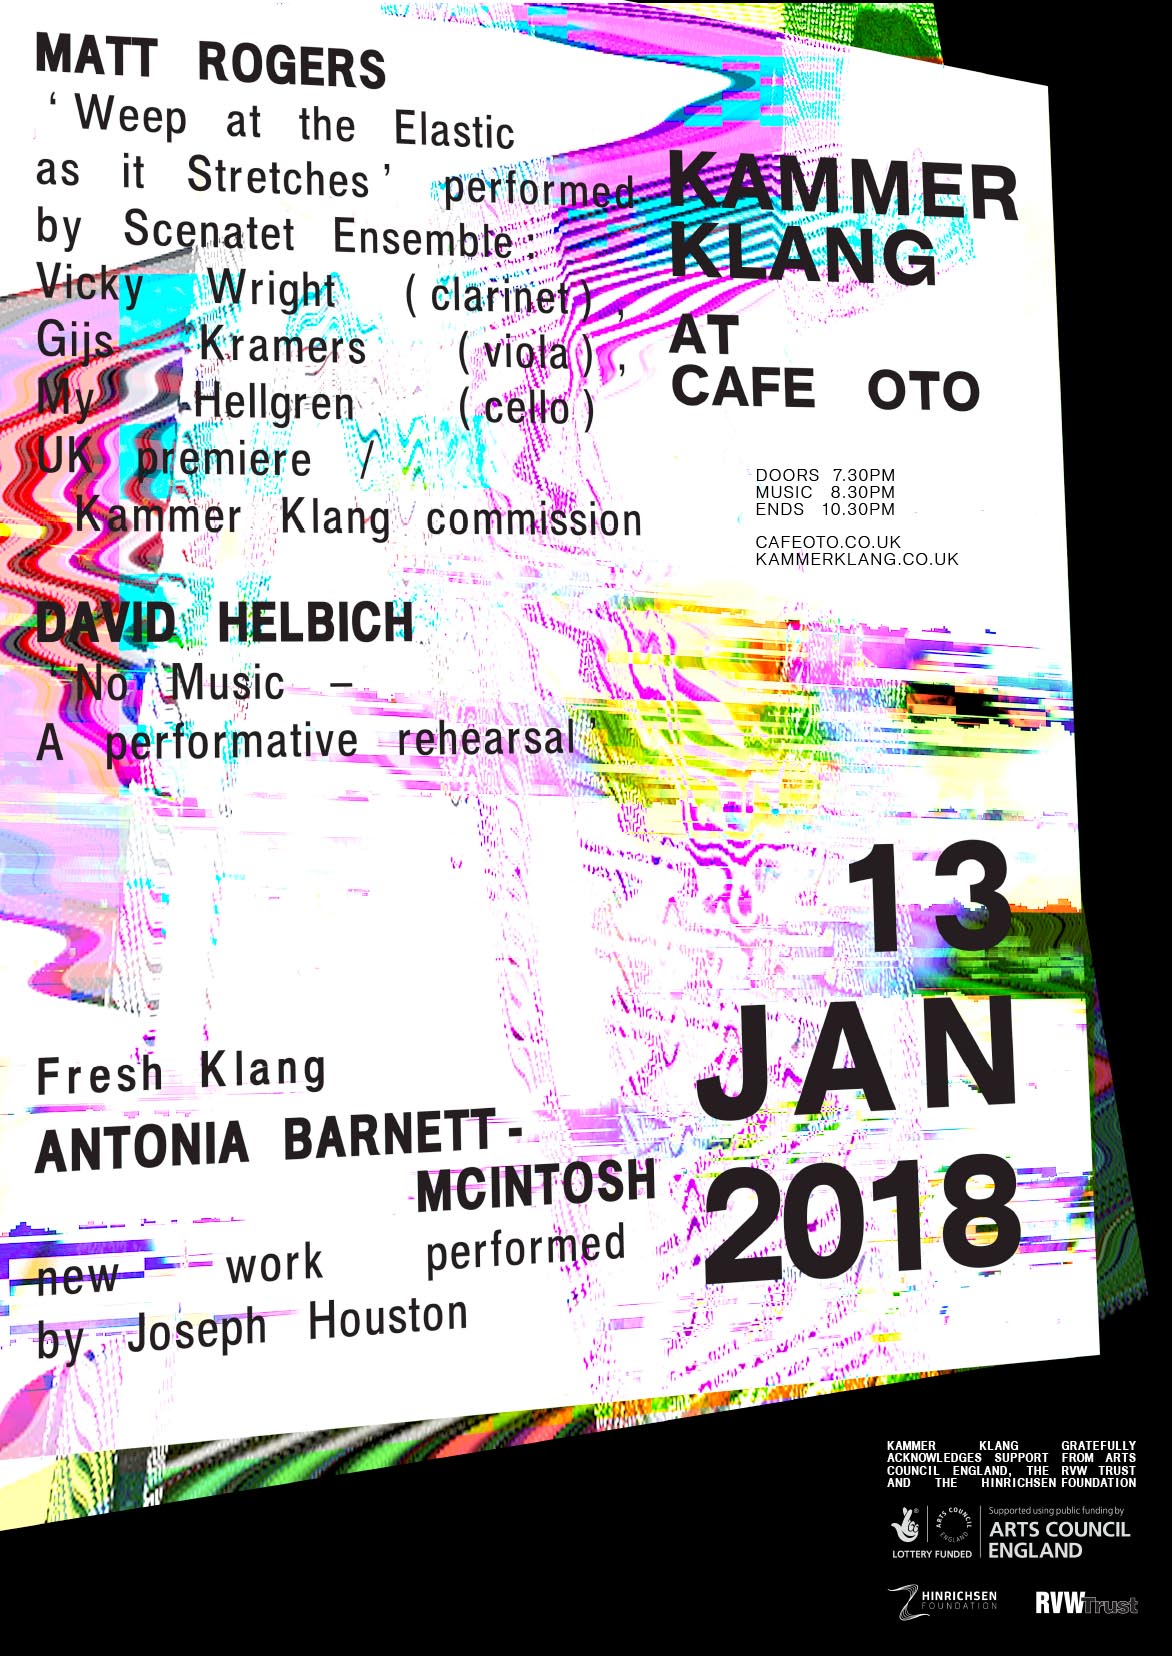 MATT ROGERS
‘Weep at the Elastic
as it Stretches’ performed
by Scenatet Ensemble:
Vicky Wright (clarinet),
Gijs Kramers (viola),
My Hellgren (cello)
UK premiere /
Kammer Klang commission
DAVID HELBICH
‘No Music –
A performative rehearsal’
Fresh Klang
ANTONIA BARNETT-
MCINTOSH
new work performed
by Joseph Houston
KAMMER
KLANG
AT
CAFE OTO
DOORS 7.30PM
MUSIC 8.30PM
ENDS 10.30PM
CAFEOTO.CO.UK
KAMMERKLANG.CO.UK
13
JAN
2018
KAMMER KLANG GRATEFULLY
ACKNOWLEDGES SUPPORT FROM ARTS
COUNCIL ENGLAND, THE RVW TRUST
AND THE HINRICHSEN FOUNDATION
LOTTERY FUNDED
ARTS COUNCIL
ENGLAND
Supported using public funding by
ARTS COUNCIL
ENGLAND
HINRICHSEN
FOUNDATION
RVWTrust